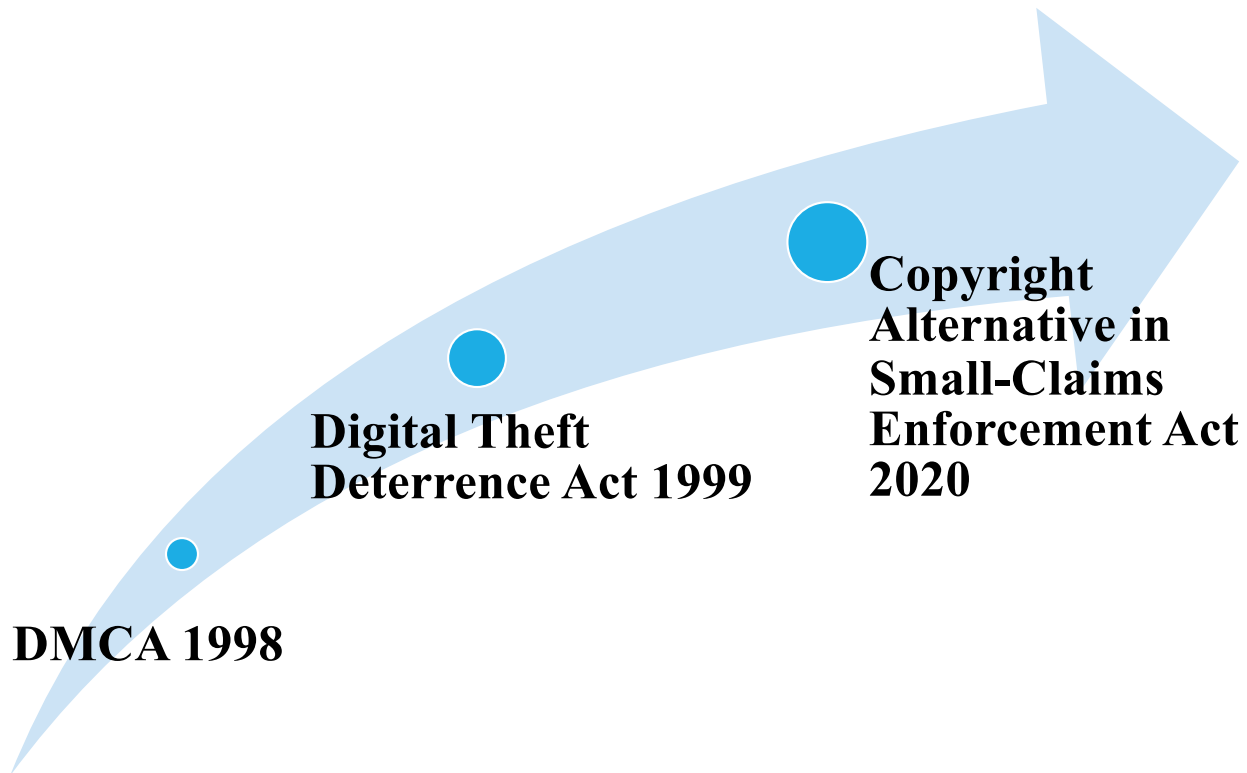 DMCA 1998
Digital Theft
Deterrence Act 1999
Copyright
Alternative in
Small-Claims
Enforcement Act
2020